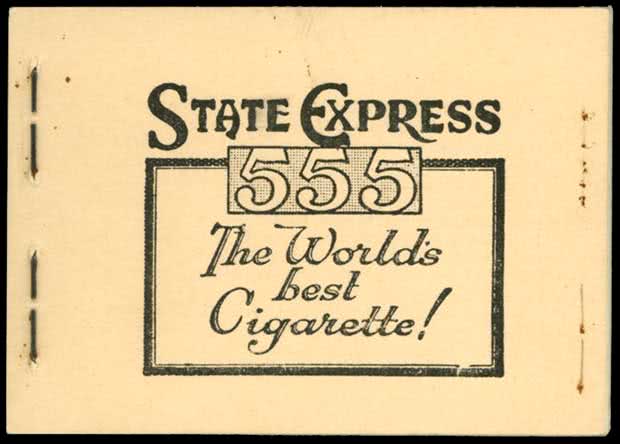 STATE EXPRESS
555
The World's
best
Cigarette!